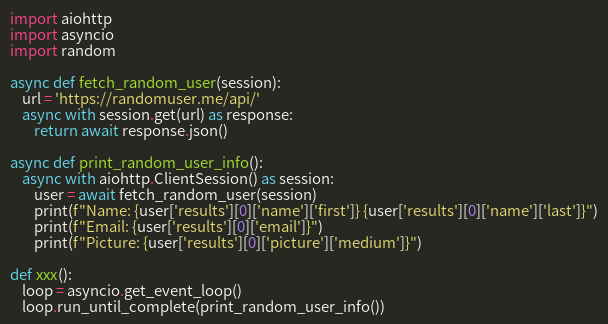 import aiohttp
import asyncio
import random

async def fetch_random_user(session):
    url = 'https://randomuser.me/api/'
    async with session.get(url) as response:
        return await response.json()

async def print_random_user_info():
    async with aiohttp.ClientSession() as session:
        user = await fetch_random_user(session)
        print(f"Name: {user['results'][0]['name']['first']} {user['results'][0]['name']['last']}")
        print(f"Email: {user['results'][0]['email']}")
        print(f"Picture: {user['results'][0]['picture']['medium']}")

def xxx():
    loop = asyncio.get_event_loop()
    loop.run_until_complete(print_random_user_info())